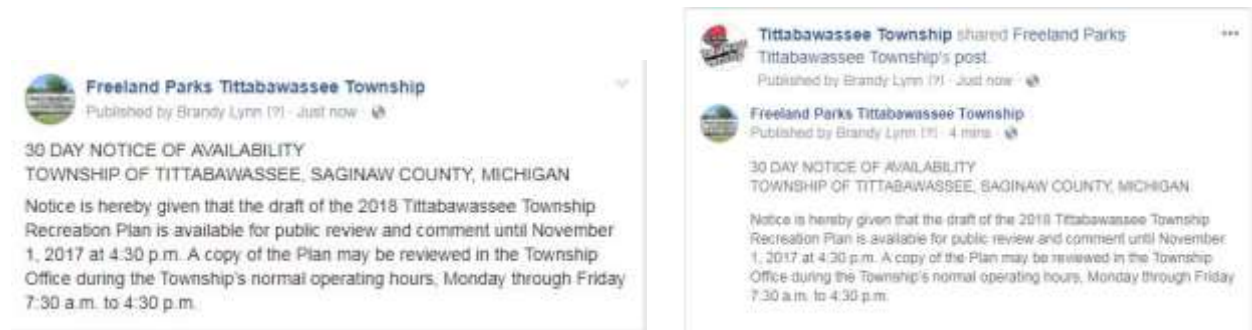 Freeland Parks Tittabawassee Township
Published by Brandy Lynn [?] · Just now ·
30 DAY NOTICE OF AVAILABILITY
TOWNSHIP OF TITTABAWASSEE, SAGINAW COUNTY, MICHIGAN
Notice is hereby given that the draft of the 2018 Tittabawassee Township
Recreation Plan is available for public review and comment until November
1, 2017 at 4:30 p.m. A copy of the Plan may be reviewed in the Township
Office during the Township's normal operating hours, Monday through Friday
7:30 a.m. to 4:30 p.m.
Tittabawassee Township shared Freeland Parks
Tittabawassee Township's post.
Published by Brandy Lynn [?] · Just now ·
Freeland Parks Tittabawassee Township
Published by Brandy Lynn [?] · 4 mins ·
30 DAY NOTICE OF AVAILABILITY
TOWNSHIP OF TITTABAWASSEE, SAGINAW COUNTY, MICHIGAN
Notice is hereby given that the draft of the 2018 Tittabawassee Township
Recreation Plan is available for public review and comment until November
1, 2017 at 4:30 p.m. A copy of the Plan may be reviewed in the Township
Office during the Township's normal operating hours, Monday through Friday
7:30 a.m. to 4:30 p.m.